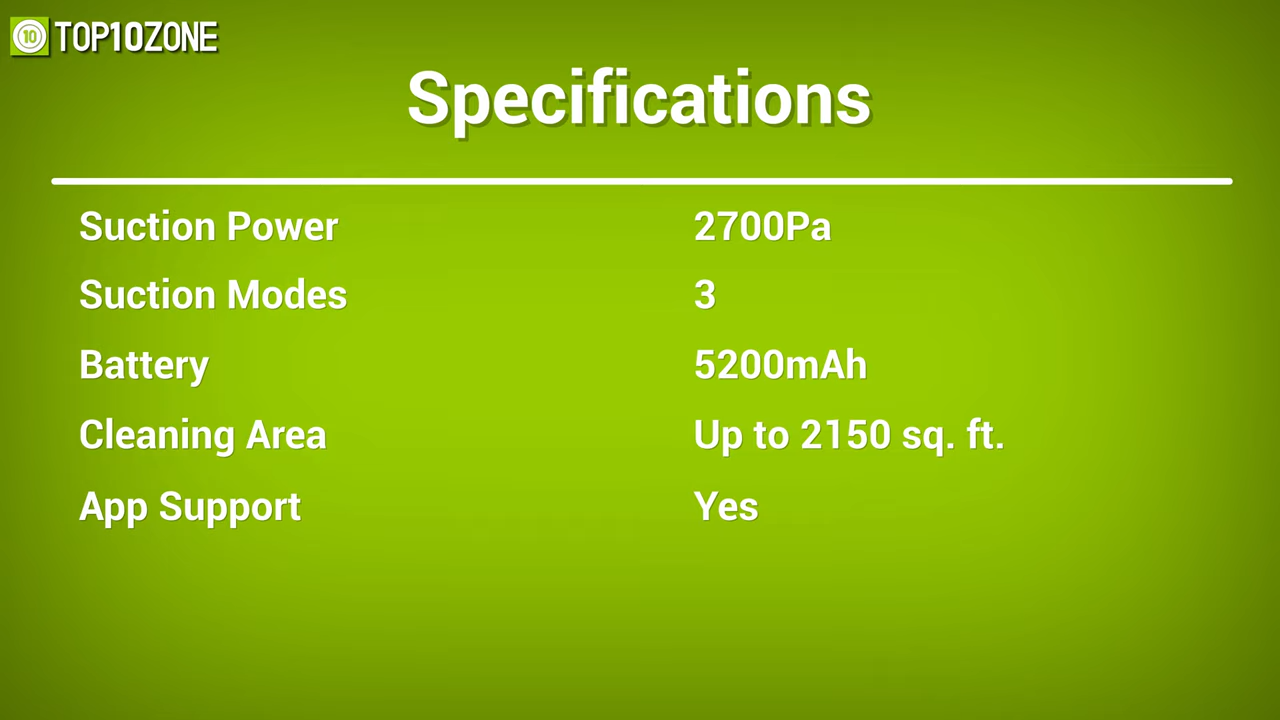 10 TOP10ZONE
Specifications
Suction Power 2700Pa
Suction Modes 3
Battery 5200mAh
Cleaning Area Up to 2150 sq. ft.
App Support Yes